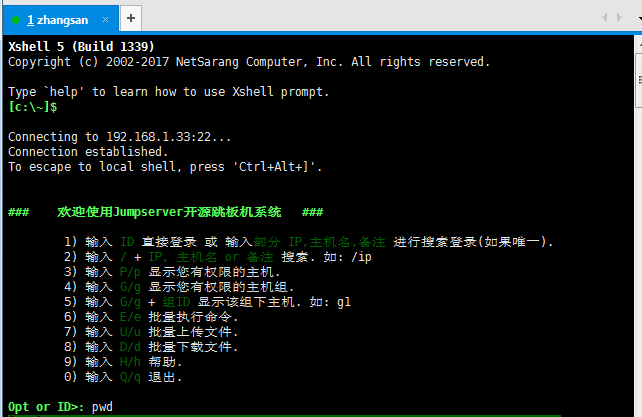 1 zhangsan × +
Xshell 5 (Build 1339)
Copyright (c) 2002-2017 NetSarang Computer, Inc. All rights reserved.
Type `help' to learn how to use Xshell prompt.
[c:\~]$
Connecting to 192.168.1.33:22...
Connection established.
To escape to local shell, press 'Ctrl+Alt+]'.
### 欢迎使用Jumpserver开源跳板机系统 ###
1) 输入 ID 直接登录 或 输入部分 IP,主机名,备注 进行搜索登录(如果唯一).
2) 输入 / + IP, 主机名 or 备注 搜索. 如: /ip
3) 输入 P/p 显示您有权限的主机.
4) 输入 G/g 显示您有权限的主机组.
5) 输入 G/g + 组ID 显示该组下主机. 如: g1
6) 输入 E/e 批量执行命令.
7) 输入 U/u 批量上传文件.
8) 输入 D/d 批量下载文件.
9) 输入 H/h 帮助.
0) 输入 Q/q 退出.
Opt or ID>: pwd